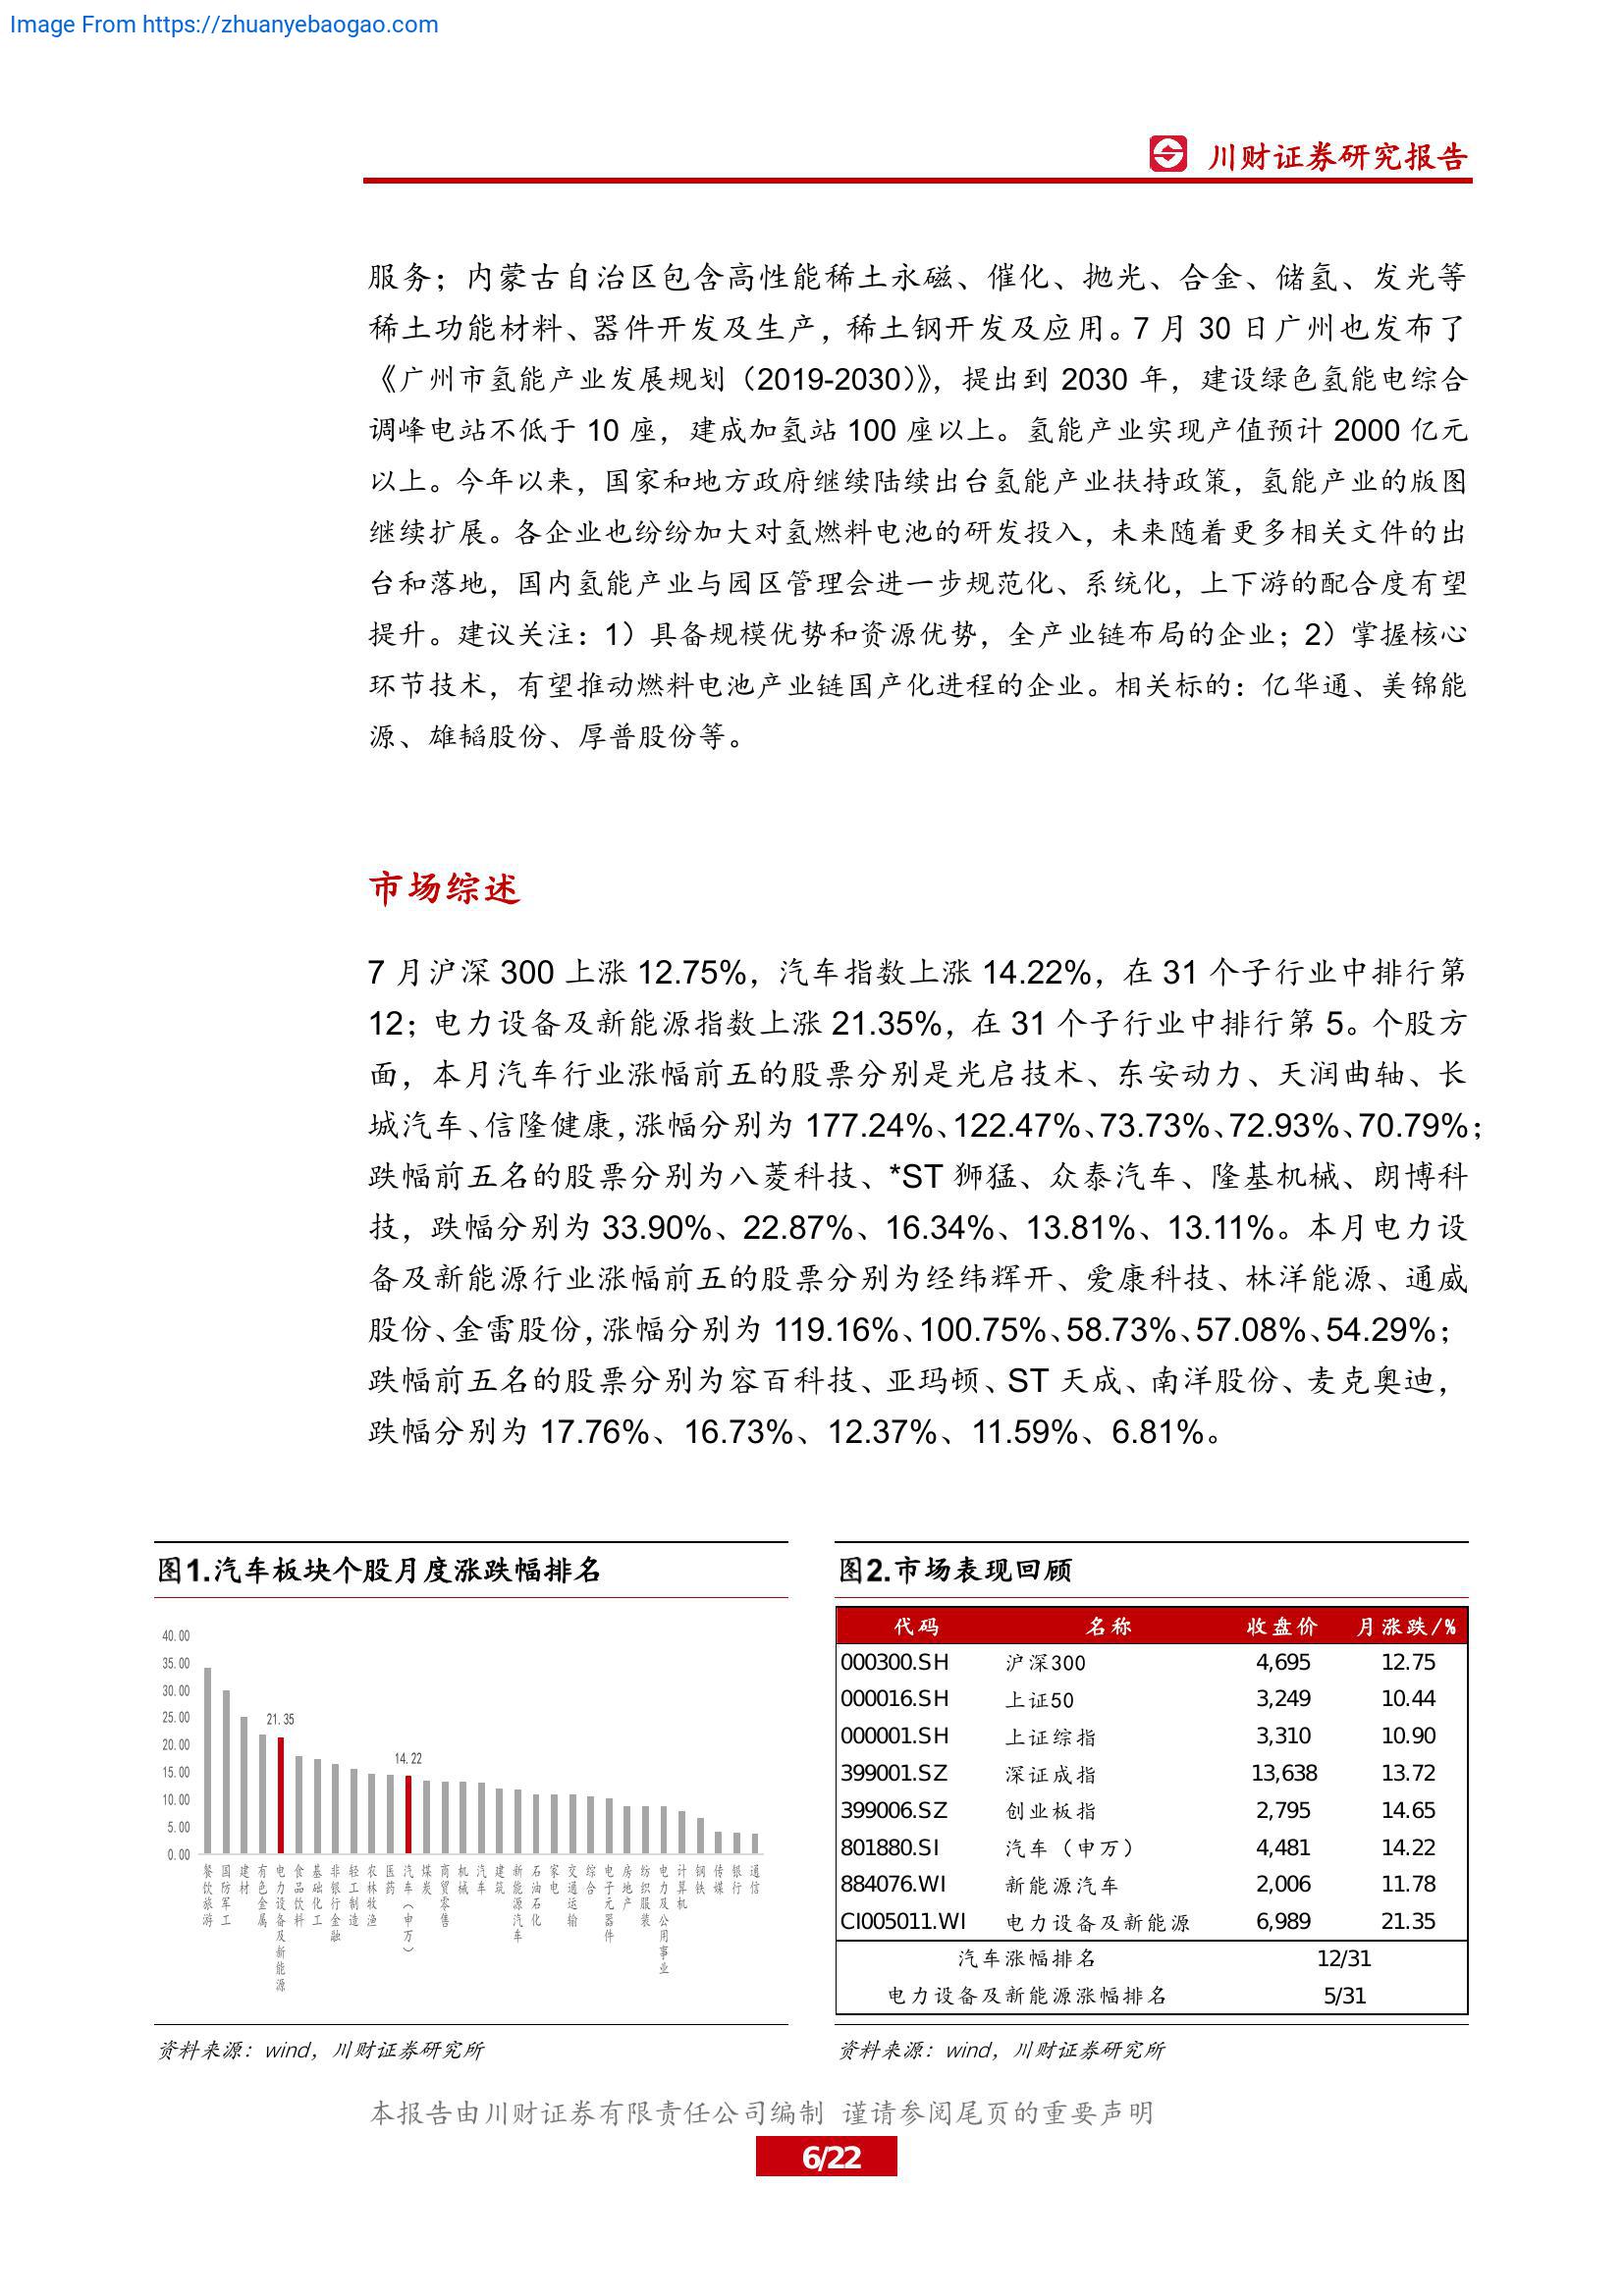 Image From https://zhuanyebaogao.com
川财证券研究报告
服务；内蒙古自治区包含高性能稀土永磁、催化、抛光、合金、储氢、发光等
稀土功能材料、器件开发及生产，稀土钢开发及应用。7 月 30 日广州也发布了
《广州市氢能产业发展规划（2019-2030）》，提出到 2030 年，建设绿色氢能电综合
调峰电站不低于 10 座，建成加氢站 100 座以上。氢能产业实现产值预计 2000 亿元
以上。今年以来，国家和地方政府继续陆续出台氢能产业扶持政策，氢能产业的版图
继续扩展。各企业也纷纷加大对氢燃料电池的研发投入，未来随着更多相关文件的出
台和落地，国内氢能产业与园区管理会进一步规范化、系统化，上下游的配合度有望
提升。建议关注：1）具备规模优势和资源优势，全产业链布局的企业；2）掌握核心
环节技术，有望推动燃料电池产业链国产化进程的企业。相关标的：亿华通、美锦能
源、雄韬股份、厚普股份等。
市场综述
7 月沪深 300 上涨 12.75%，汽车指数上涨 14.22%，在 31 个子行业中排行第
12；电力设备及新能源指数上涨 21.35%，在 31 个子行业中排行第 5。个股方
面，本月汽车行业涨幅前五的股票分别是光启技术、东安动力、天润曲轴、长
城汽车、信隆健康，涨幅分别为 177.24%、122.47%、73.73%、72.93%、70.79%；
跌幅前五名的股票分别为八菱科技、*ST 狮猛、众泰汽车、隆基机械、朗博科
技，跌幅分别为 33.90%、22.87%、16.34%、13.81%、13.11%。本月电力设
备及新能源行业涨幅前五的股票分别为经纬辉开、爱康科技、林洋能源、通威
股份、金雷股份，涨幅分别为 119.16%、100.75%、58.73%、57.08%、54.29%；
跌幅前五名的股票分别为容百科技、亚玛顿、ST 天成、南洋股份、麦克奥迪，
跌幅分别为 17.76%、16.73%、12.37%、11.59%、6.81%。
图1.汽车板块个股月度涨跌幅排名
40.00
35.00
30.00
25.00
20.00
15.00
10.00
5.00
0.00
21.35
14.22
餐饮旅游
国防军工
建材
有色金属
电力设备及新能源
食品饮料
基础化工
非银行金融
轻工制造
农林牧渔
医药
汽车（申万）
煤炭
商贸零售
机械
汽车
建筑
新能源汽车
石油石化
家电
交通运输
综合
电子元器件
房地产
纺织服装
电力及公用事业
计算机
钢铁
传媒
银行
通信
资料来源：wind，川财证券研究所
图2.市场表现回顾
代码 名称 收盘价 月涨跌/%
000300.SH 沪深300 4,695 12.75
000016.SH 上证50 3,249 10.44
000001.SH 上证综指 3,310 10.90
399001.SZ 深证成指 13,638 13.72
399006.SZ 创业板指 2,795 14.65
801880.SI 汽车（申万） 4,481 14.22
884076.WI 新能源汽车 2,006 11.78
CI005011.WI 电力设备及新能源 6,989 21.35
汽车涨幅排名 12/31
电力设备及新能源涨幅排名 5/31
资料来源：wind，川财证券研究所
本报告由川财证券有限责任公司编制 谨请参阅尾页的重要声明
6/22